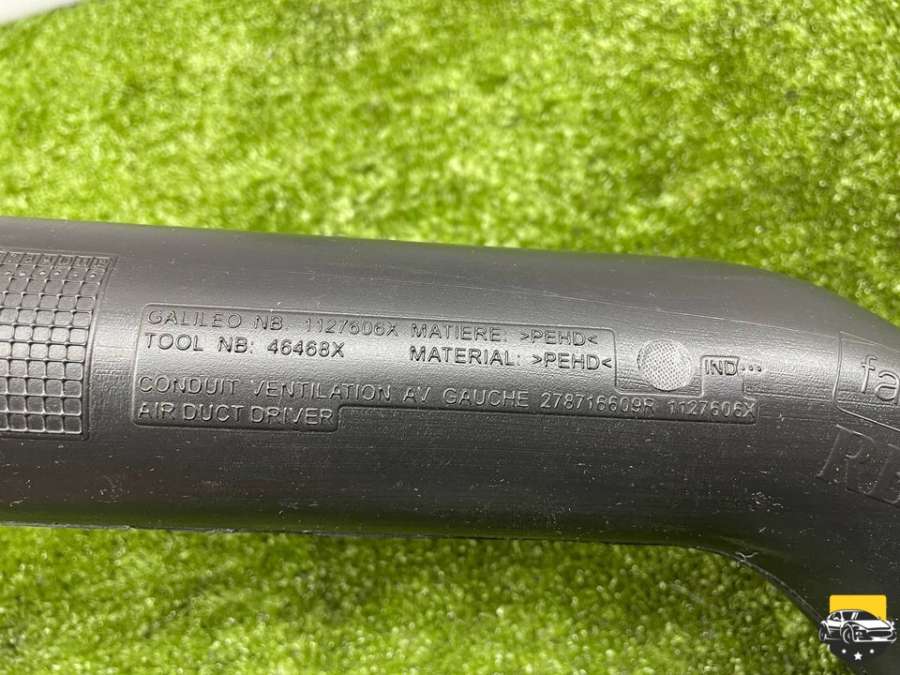 GALILEO NB 1127606X MATIERE: >PEHD<
TOOL NB: 46468X MATERIAL: >PEHD<
IND···
CONDUIT VENTILATION AV GAUCHE 278716609R 1127606X
AIR DUCT DRIVER